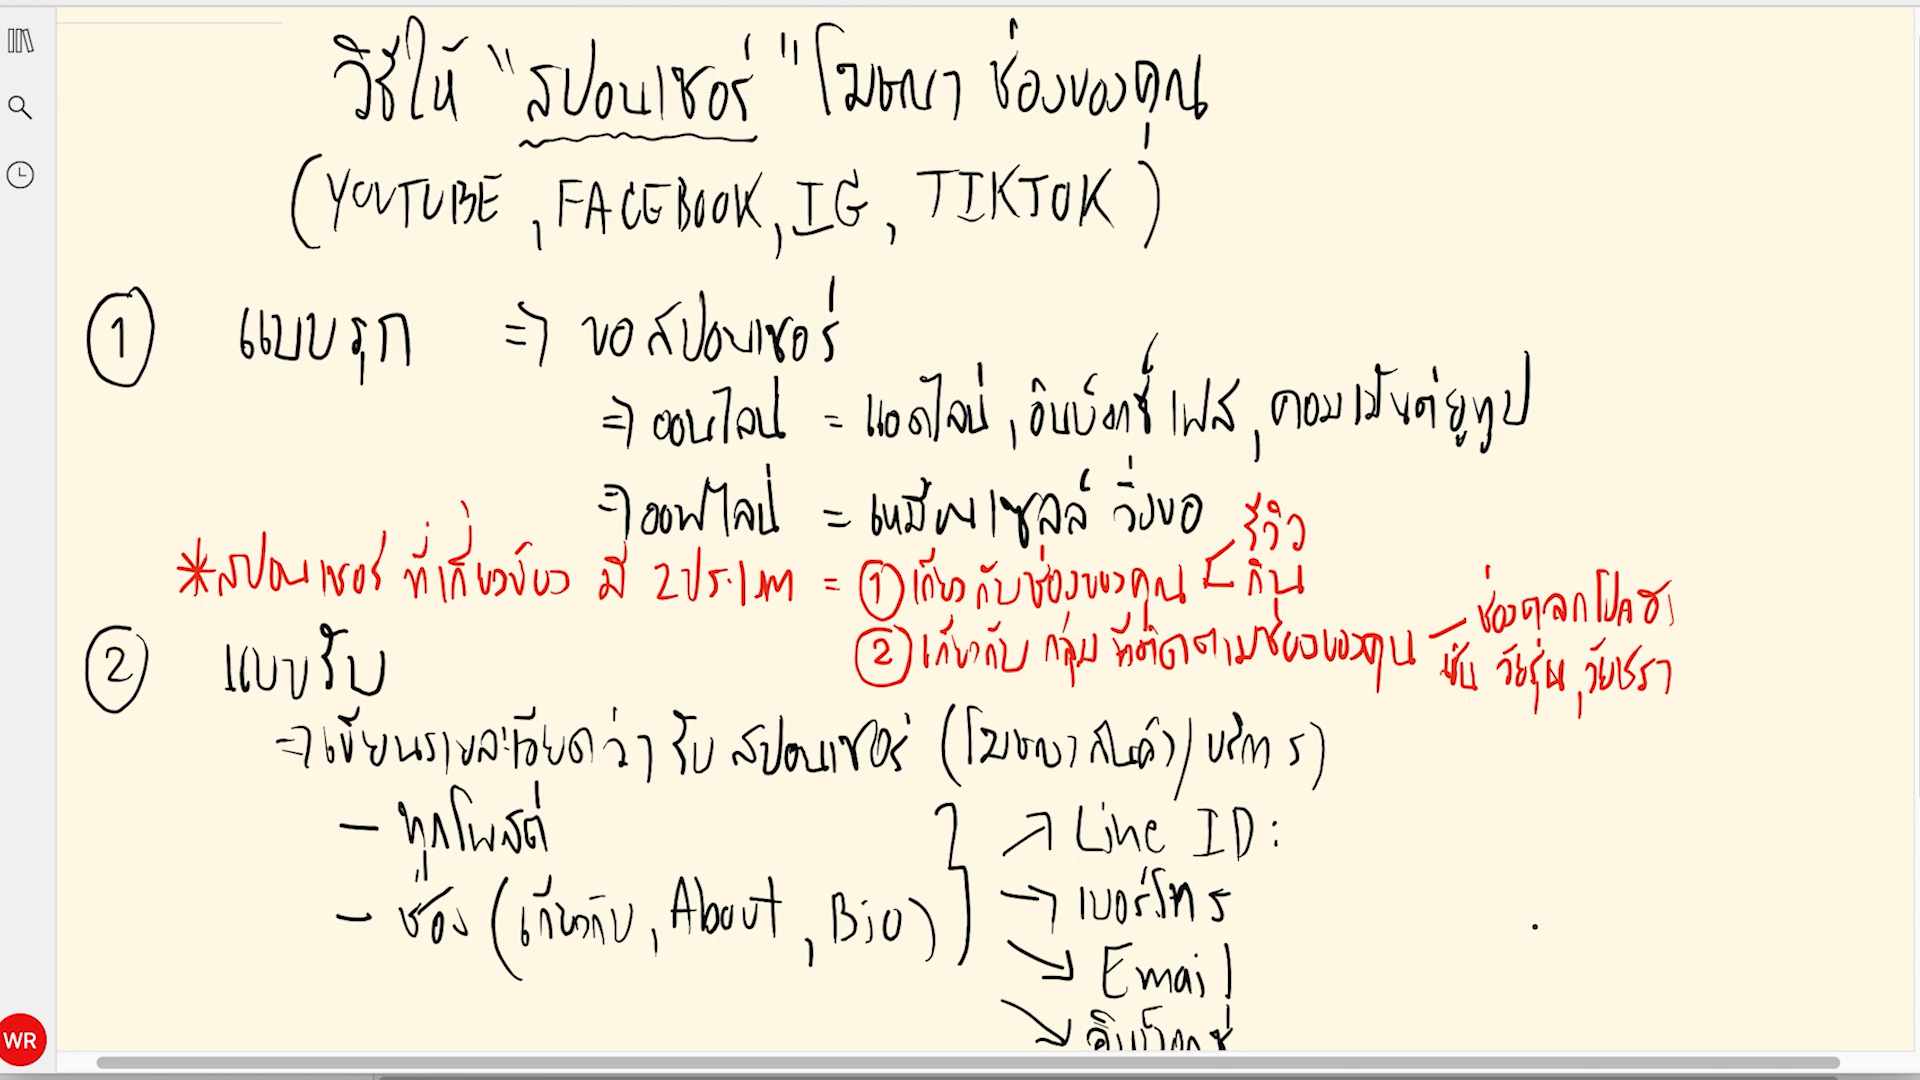 วิธีให้ "สปอนเซอร์" โฆษณา ช่องของคุณ
(YOUTUBE, FACEBOOK, IG, TIKTOK)
① แบบรุก ⇒ ขอสปอนเซอร์
⇒ ออนไลน์ = แอดไลน์, อินบ็อกซ์เฟส, คอมเม้นต์ยูทูป
⇒ ออฟไลน์ = เหมือนเซลล์ วิ่งขอ
รีวิว
*สปอนเซอร์ ที่เกี่ยวข้อง มี 2 ประเภท = ① เกี่ยวกับช่องของคุณ กิน
ช่องตลกโปกฮา
② เกี่ยวกับ กลุ่ม ที่ติดตามช่องของคุณ เช่น วัยรุ่น, วัยชรา
② แบบรับ
⇒ เขียนรายละเอียดว่า รับ สปอนเซอร์ (โฆษณาสินค้า/บริการ)
- ทุกโพสต์
- ช่อง (เกี่ยวกับ, About, Bio)
↗ Line ID:
→ เบอร์โทร
↘ Email
↘ อินบ็อกซ์
WR